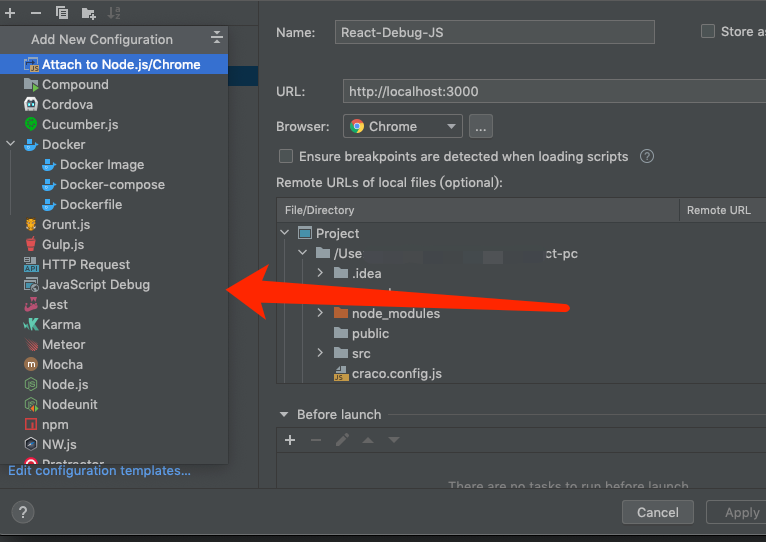 Add New Configuration
Attach to Node.js/Chrome
Compound
Cordova
Cucumber.js
Docker
Docker Image
Docker-compose
Dockerfile
Grunt.js
Gulp.js
HTTP Request
JavaScript Debug
Jest
Karma
Meteor
Mocha
Node.js
Nodeunit
npm
NW.js
Protractor
Edit configuration templates...
Name:
React-Debug-JS
Store as
URL:
http://localhost:3000
Browser:
Chrome
...
Ensure breakpoints are detected when loading scripts ?
Remote URLs of local files (optional):
File/Directory
Remote URL
Project
/Use ct-pc
.idea
node_modules
public
src
JS craco.config.js
Before launch
There are no tasks to run before launch
?
Cancel
Apply